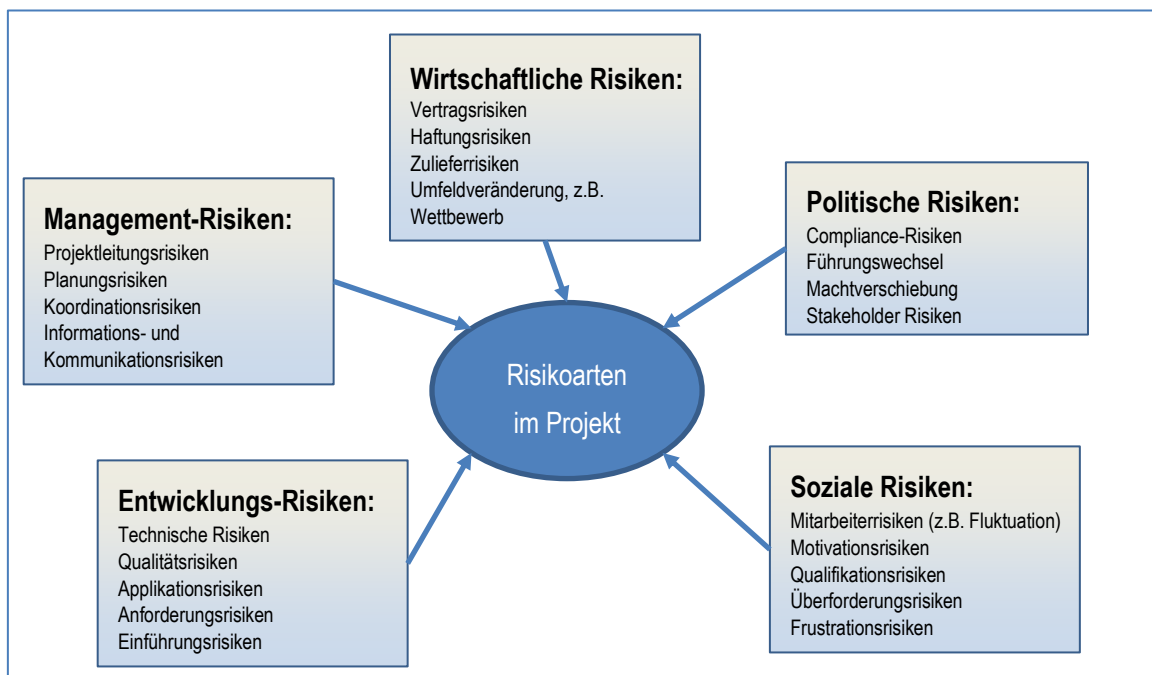 Wirtschaftliche Risiken:
Vertragsrisiken
Haftungsrisiken
Zulieferrisiken
Umfeldveränderung, z.B.
Wettbewerb
Management-Risiken:
Projektleitungsrisiken
Planungsrisiken
Koordinationsrisiken
Informations- und
Kommunikationsrisiken
Politische Risiken:
Compliance-Risiken
Führungswechsel
Machtverschiebung
Stakeholder Risiken
Risikoarten
im Projekt
Entwicklungs-Risiken:
Technische Risiken
Qualitätsrisiken
Applikationsrisiken
Anforderungsrisiken
Einführungsrisiken
Soziale Risiken:
Mitarbeiterrisiken (z.B. Fluktuation)
Motivationsrisiken
Qualifikationsrisiken
Überforderungsrisiken
Frustrationsrisiken